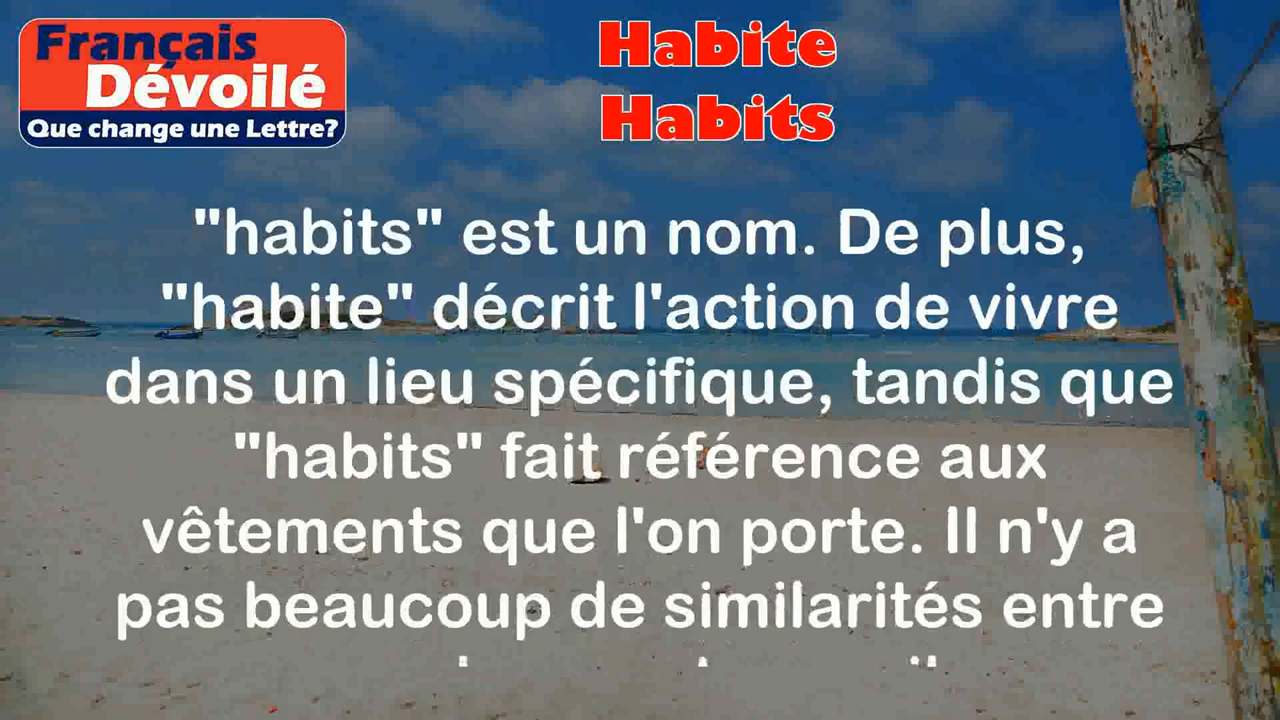 Français
Dévoilé
Que change une Lettre?
Habite
Habits
"habits" est un nom. De plus,
"habite" décrit l'action de vivre
dans un lieu spécifique, tandis que
"habits" fait référence aux
vêtements que l'on porte. Il n'y a
pas beaucoup de similarités entre